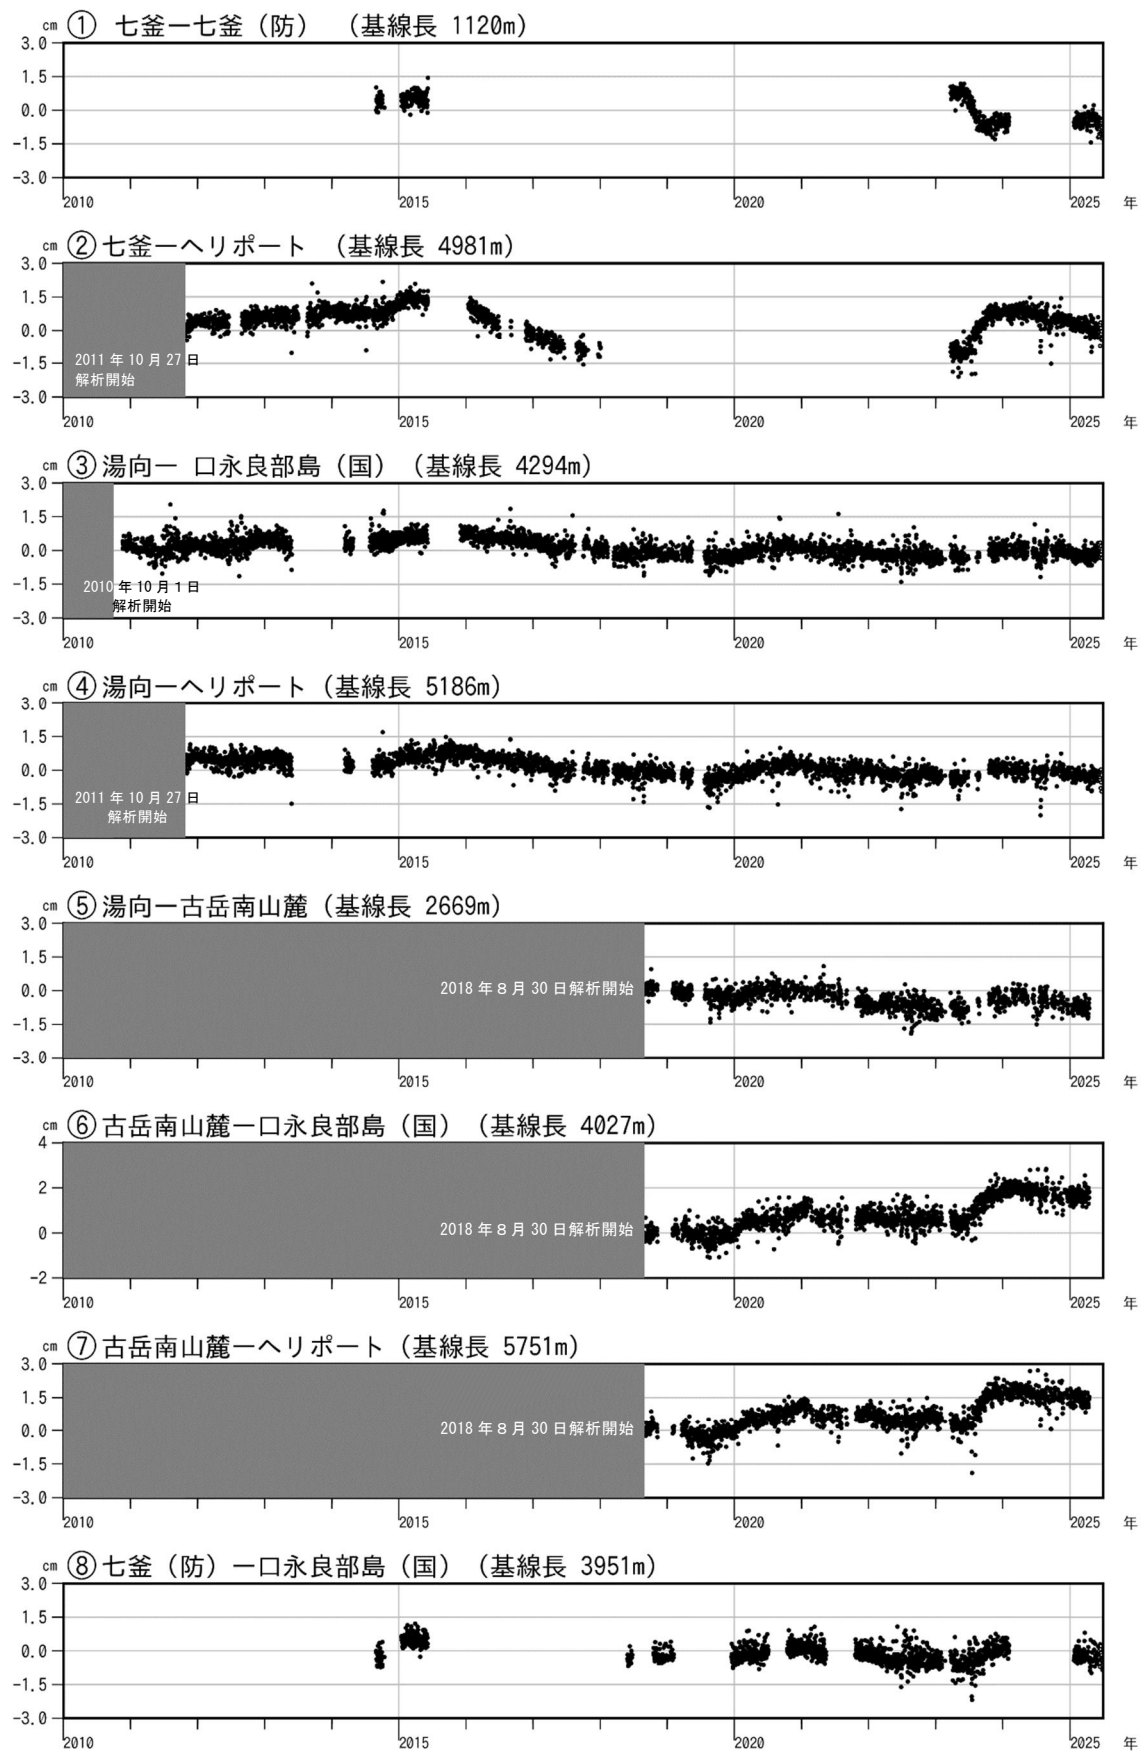 cm ① 七釜ー七釜（防） （基線長 1120m）
3.0
1.5
0.0
-1.5
-3.0
2010 2015 2020 2025 年
cm ②七釜ーヘリポート （基線長 4981m）
3.0
1.5
0.0
-1.5
-3.0
2011 年 10 月 27 日
解析開始
2010 2015 2020 2025 年
cm ③湯向ー 口永良部島（国）（基線長 4294m）
3.0
1.5
0.0
-1.5
-3.0
2010 年 10 月 1 日
解析開始
2010 2015 2020 2025 年
cm ④湯向ーヘリポート（基線長 5186m）
3.0
1.5
0.0
-1.5
-3.0
2011 年 10 月 27 日
解析開始
2010 2015 2020 2025 年
cm ⑤湯向ー古岳南山麓（基線長 2669m）
3.0
1.5
0.0
-1.5
-3.0
2018 年 8 月 30 日解析開始
2010 2015 2020 2025 年
cm ⑥古岳南山麓ー口永良部島（国）（基線長 4027m）
4
2
0
-2
2018 年 8 月 30 日解析開始
2010 2015 2020 2025 年
cm ⑦古岳南山麓ーヘリポート（基線長 5751m）
3.0
1.5
0.0
-1.5
-3.0
2018 年 8 月 30 日解析開始
2010 2015 2020 2025 年
cm ⑧七釜（防）ー口永良部島（国）（基線長 3951m）
3.0
1.5
0.0
-1.5
-3.0
2010 2015 2020 2025 年